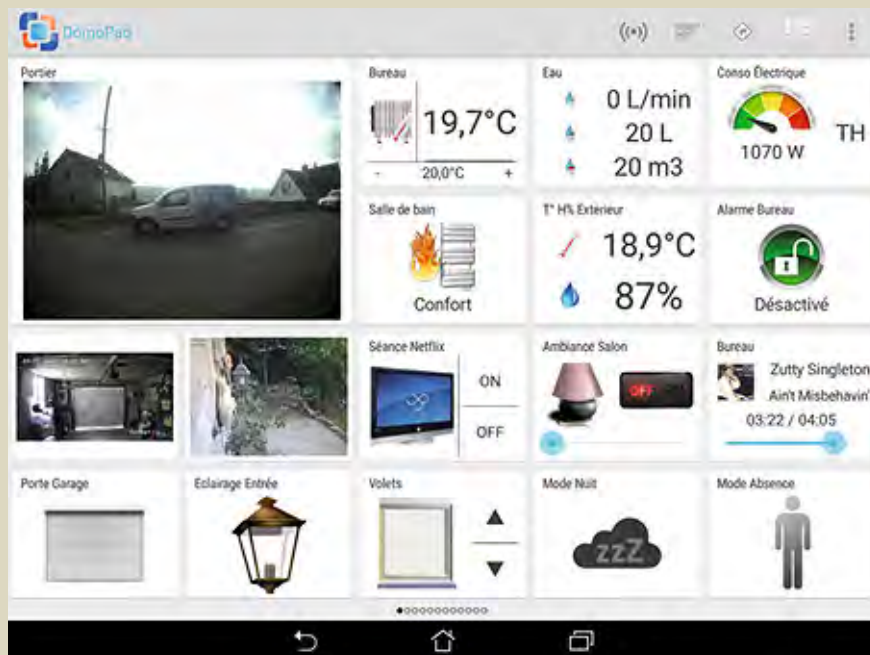 DomoPad
Portier
Bureau
19,7°C
- 20,0°C +
Eau
0 L/min
20 L
20 m3
Conso Électrique
1070 W
TH
Salle de bain
Confort
T° H% Exterieur
18,9°C
87%
Alarme Bureau
Désactivé
Séance Netflix
ON
OFF
Ambiance Salon
OFF
Bureau
Zutty Singleton
Ain't Misbehavin'
03:22 / 04:05
Porte Garage
Eclairage Entrée
Volets
Mode Nuit
zzZ
Mode Absence